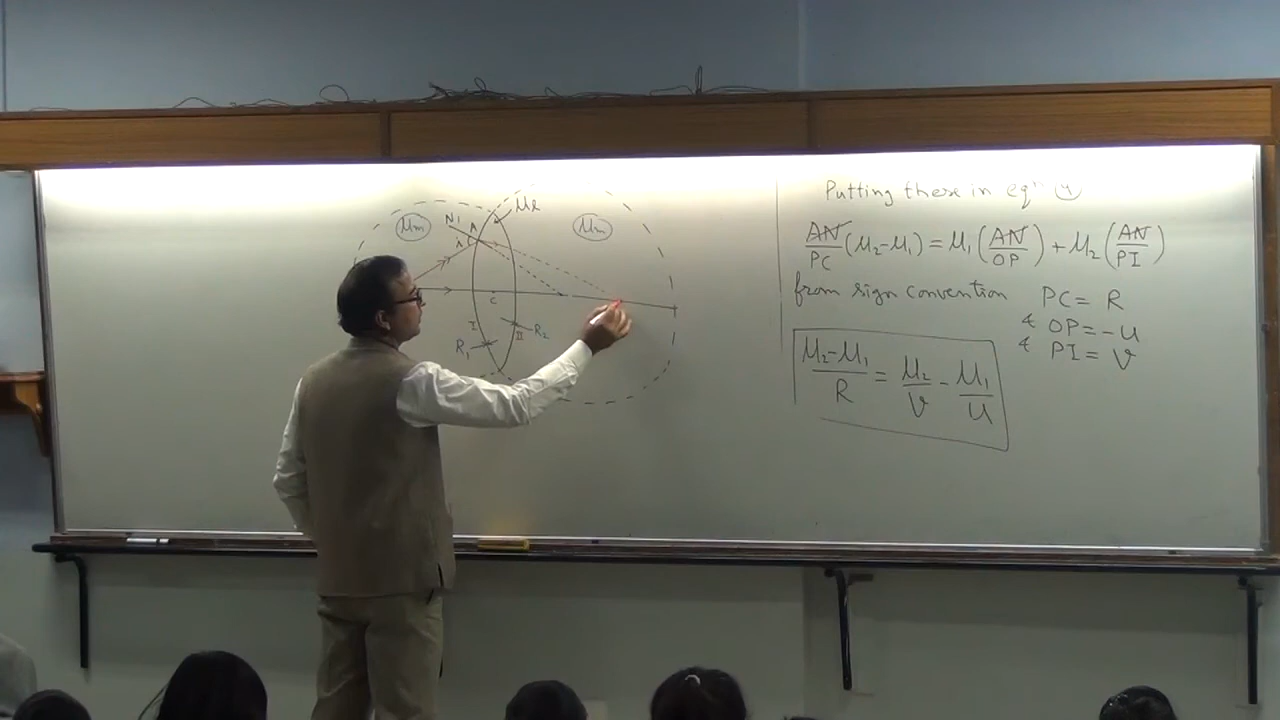 μm
N₁
A
i
μl
μm
C
I
II
R₁
R₂
Putting these in eqⁿ 4
AN/PC (μ₂-μ₁) = μ₁(AN/OP) + μ₂(AN/PI)
from sign convention PC = R
& OP = -u
& PI = v
(μ₂-μ₁)/R = μ₂/v - μ₁/u